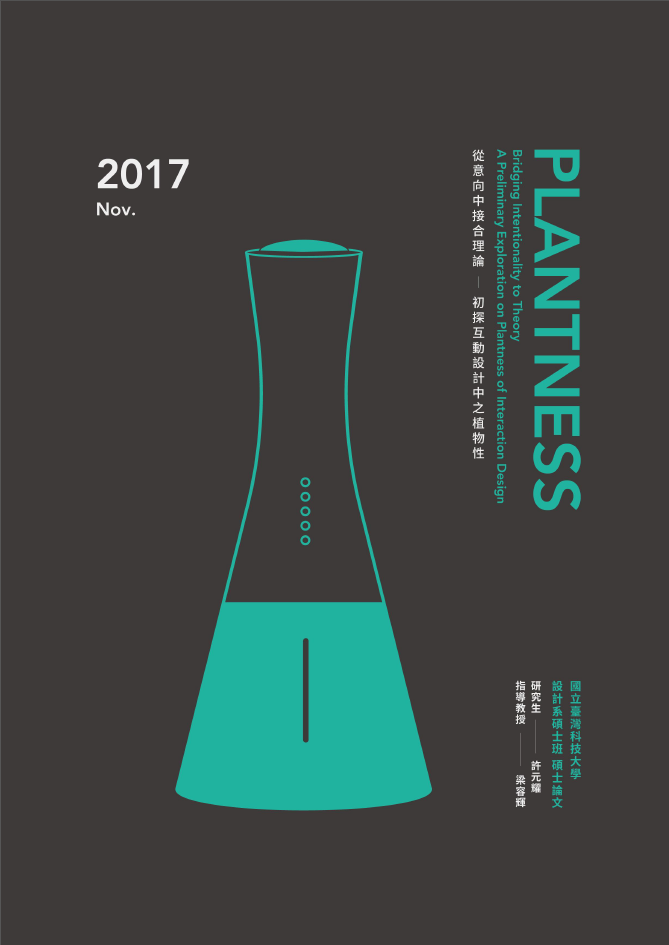 2017
Nov.
PLANTNESS
Bridging Intentionality to Theory
A Preliminary Exploration on Plantness of Interaction Design
從意向中接合理論 — 初探互動設計中之植物性
國立臺灣科技大學
設計系碩士班 碩士論文
研究生 — 許元耀
指導教授 — 梁容輝